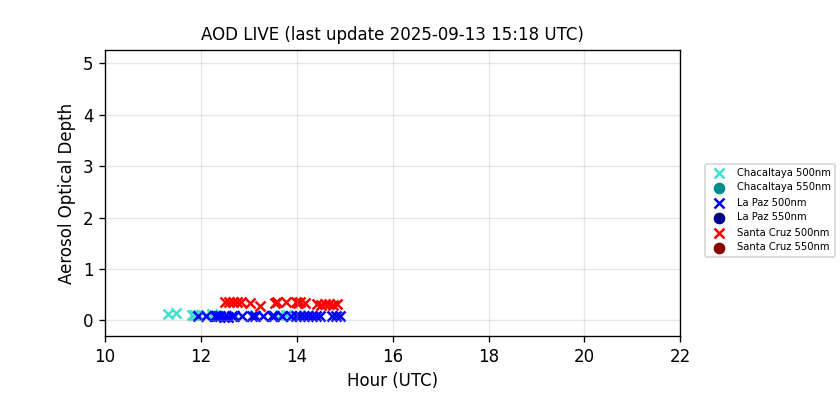 AOD LIVE (last update 2025-09-13 15:18 UTC)
Aerosol Optical Depth
5
4
3
2
1
0
10 12 14 16 18 20 22
Hour (UTC)
Chacaltaya 500nm
Chacaltaya 550nm
La Paz 500nm
La Paz 550nm
Santa Cruz 500nm
Santa Cruz 550nm